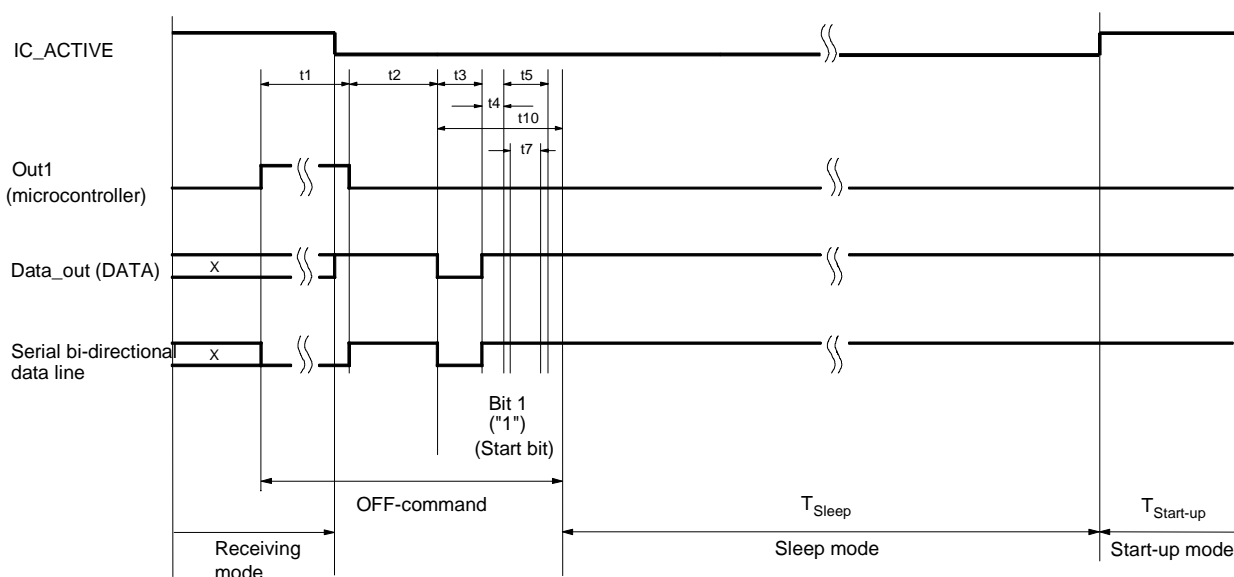 IC_ACTIVE
t1
t2
t3
t5
t4
t10
t7
Out1
(microcontroller)
Data_out (DATA)
X
Serial bi-directional
data line
X
Bit 1
("1")
(Start bit)
OFF-command
TSleep
TStart-up
Receiving
mode
Sleep mode
Start-up mode